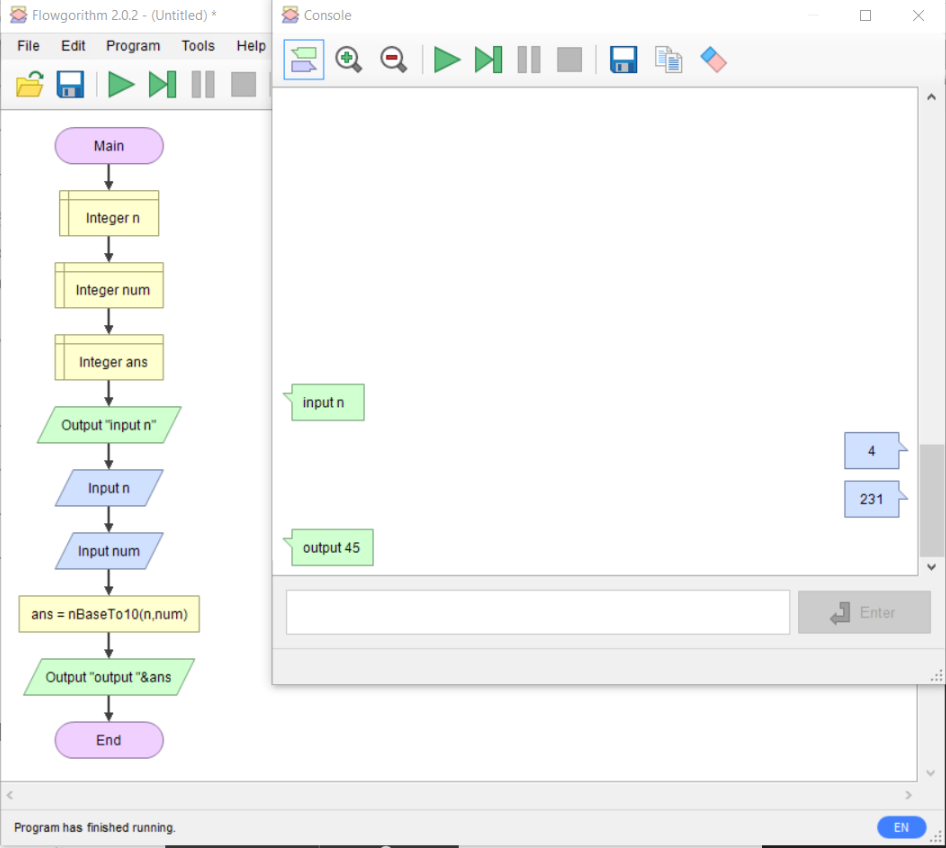 Flowgorithm 2.0.2 - (Untitled) *
File Edit Program Tools Help
Main
Integer n
Integer num
Integer ans
Output "input n"
Input n
Input num
ans = nBaseTo10(n,num)
Output "output "&ans
End
Program has finished running.
EN
Console
input n
4
231
output 45
Enter